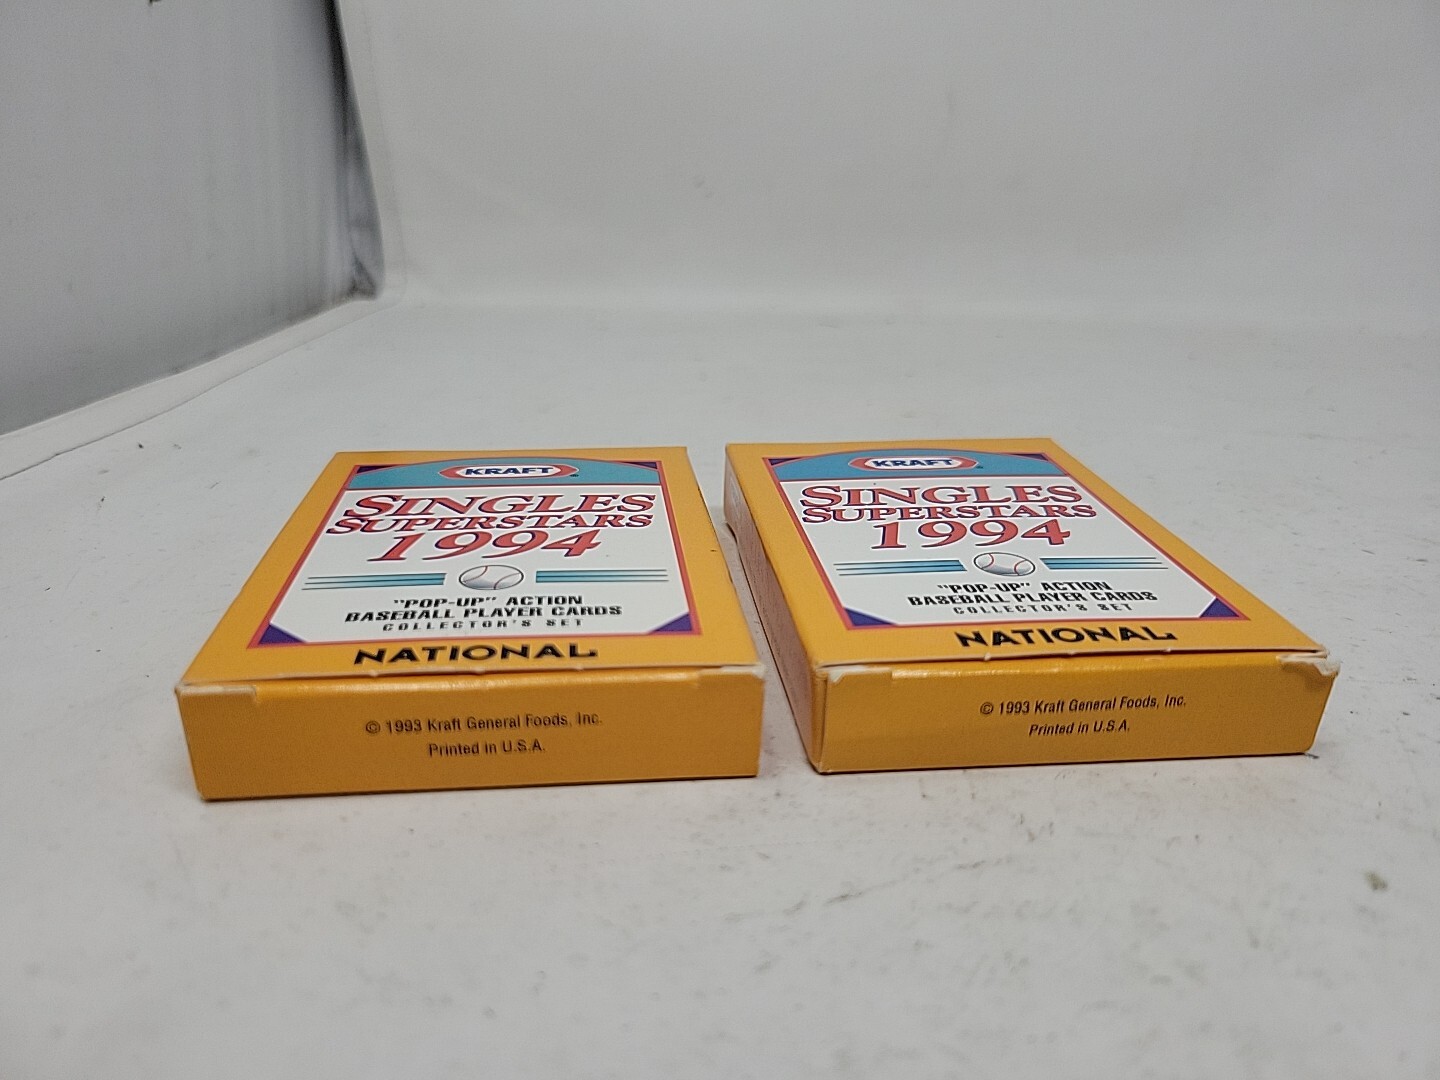 KRAFT
SINGLES
SUPERSTARS
1994
"POP-UP" ACTION
BASEBALL PLAYER CARDS
COLLECTOR'S SET
NATIONAL
© 1993 Kraft General Foods, Inc.
Printed in U.S.A.
KRAFT
SINGLES
SUPERSTARS
1994
"POP-UP" ACTION
BASEBALL PLAYER CARDS
COLLECTOR'S SET
NATIONAL
© 1993 Kraft General Foods, Inc.
Printed in U.S.A.